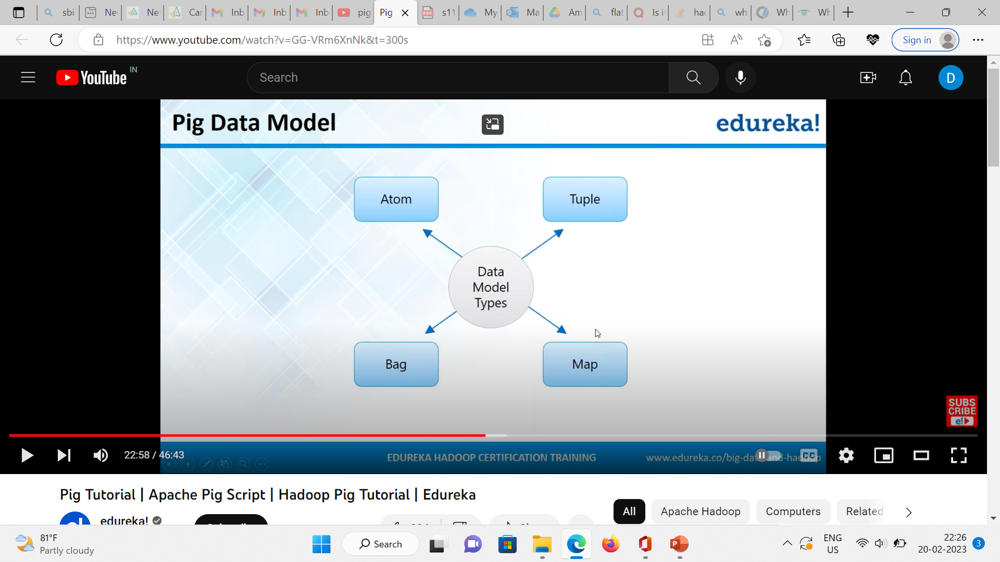 sbi
Ne
Ne
Car
Inb
Inb
Inb
pig
Pig
s11
My
Ma
Am
flat
Is i
hac
wh
Wh
Wh
https://www.youtube.com/watch?v=GG-VRm6XnNk&t=300s
Sign in
YouTube IN
Search
D
Pig Data Model
edureka!
Atom
Tuple
Data
Model
Types
Bag
Map
SUBS
CRIBE
e!
22:58 / 46:43
EDUREKA HADOOP CERTIFICATION TRAINING
www.edureka.co/big-data-and-hadoop
CC
Pig Tutorial | Apache Pig Script | Hadoop Pig Tutorial | Edureka
All
Apache Hadoop
Computers
Related
edureka!
81°F
Partly cloudy
Search
ENG
US
22:26
20-02-2023
3